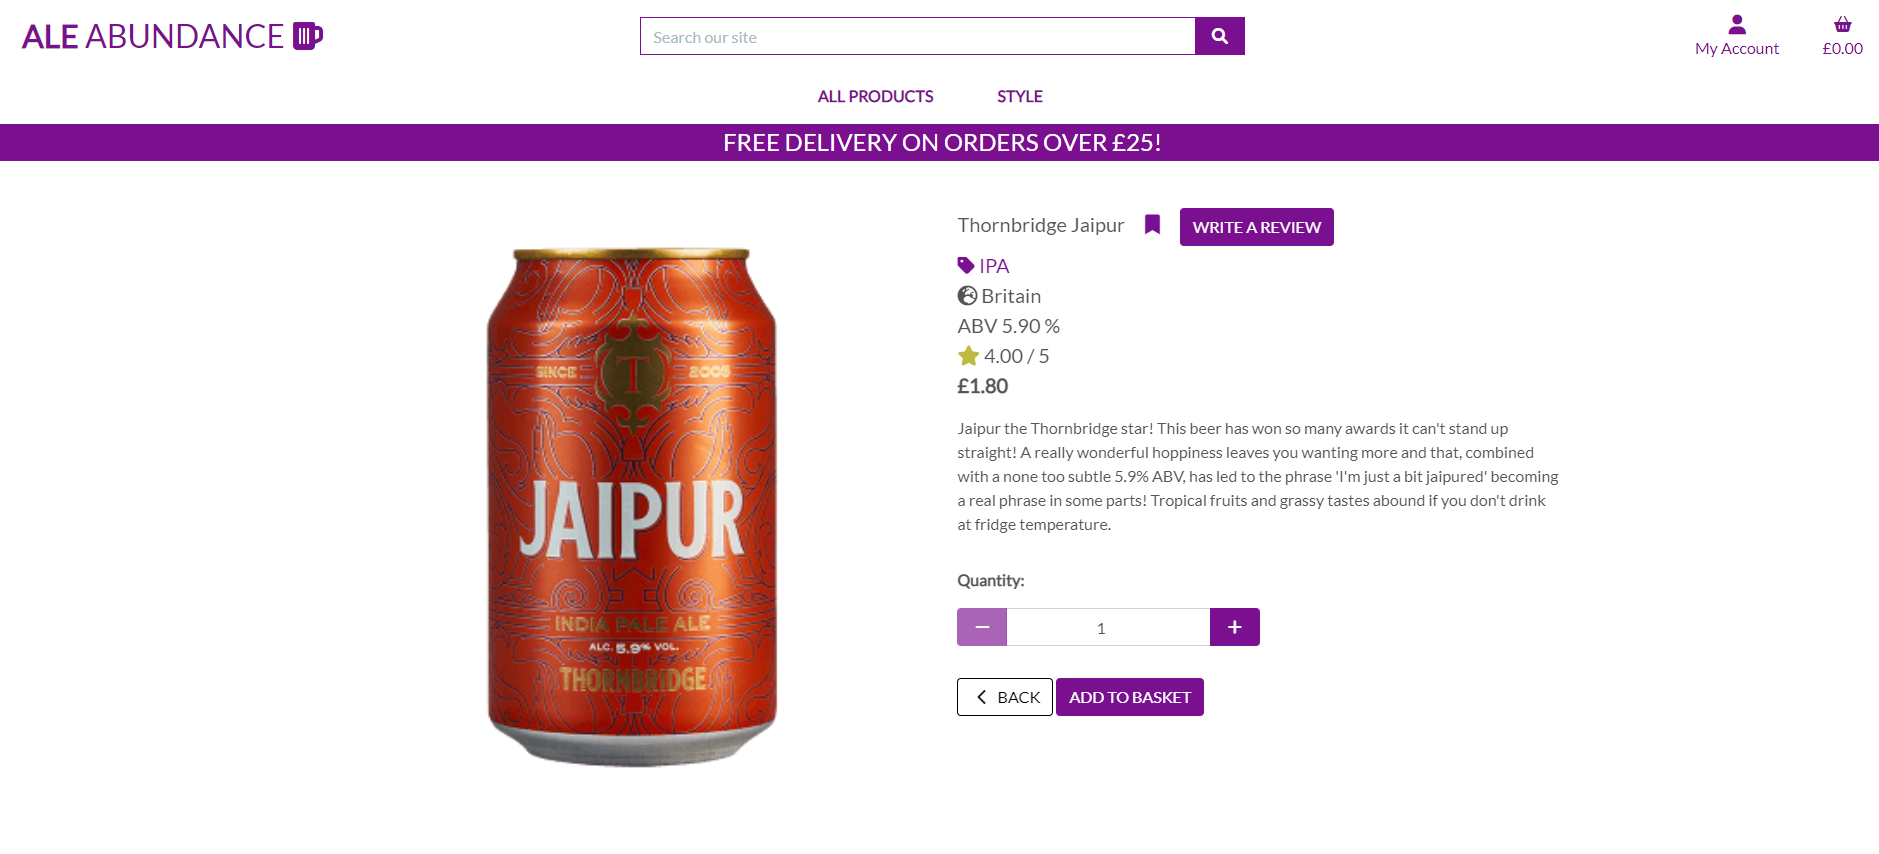 ALE ABUNDANCE
Search our site
My Account
£0.00
ALL PRODUCTS
STYLE
FREE DELIVERY ON ORDERS OVER £25!
Thornbridge Jaipur
WRITE A REVIEW
IPA
Britain
ABV 5.90 %
4.00 / 5
£1.80
Jaipur the Thornbridge star! This beer has won so many awards it can't stand up
straight! A really wonderful hoppiness leaves you wanting more and that, combined
with a none too subtle 5.9% ABV, has led to the phrase 'I'm just a bit jaipured' becoming
a real phrase in some parts! Tropical fruits and grassy tastes abound if you don't drink
at fridge temperature.
Quantity:
1
BACK
ADD TO BASKET
SINCE T 2005
JAIPUR
INDIA PALE ALE
ALC. 5.9% VOL.
THORNBRIDGE